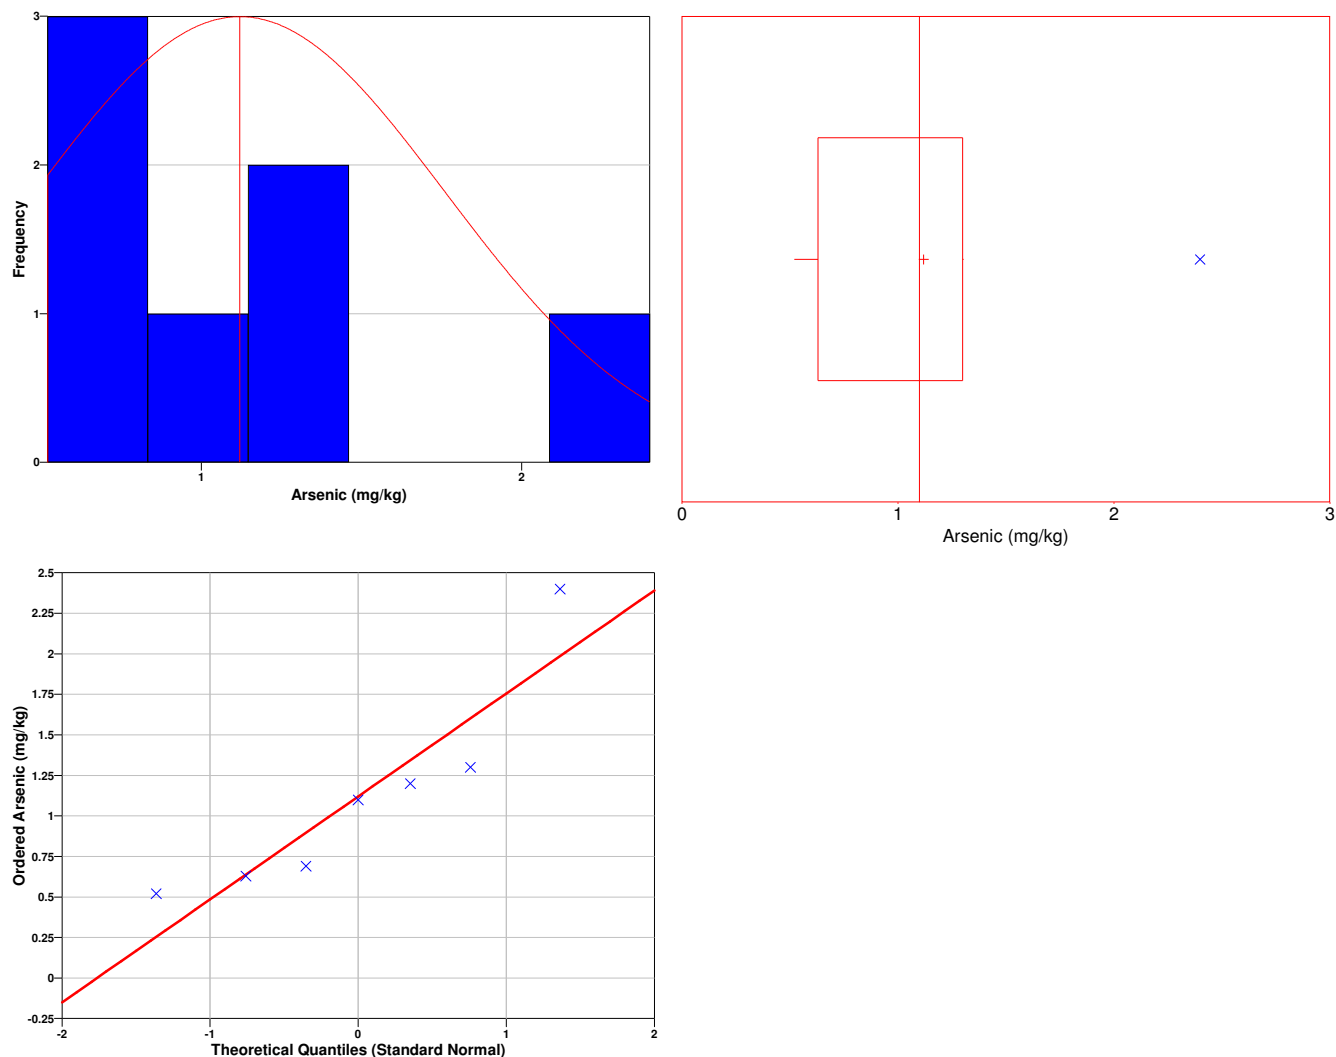 3
2
1
0
Frequency
1 2
Arsenic (mg/kg)
0 1 2 3
Arsenic (mg/kg)
2.5
2.25
2
1.75
1.5
1.25
1
0.75
0.5
0.25
0
-0.25
Ordered Arsenic (mg/kg)
-2 -1 0 1 2
Theoretical Quantiles (Standard Normal)